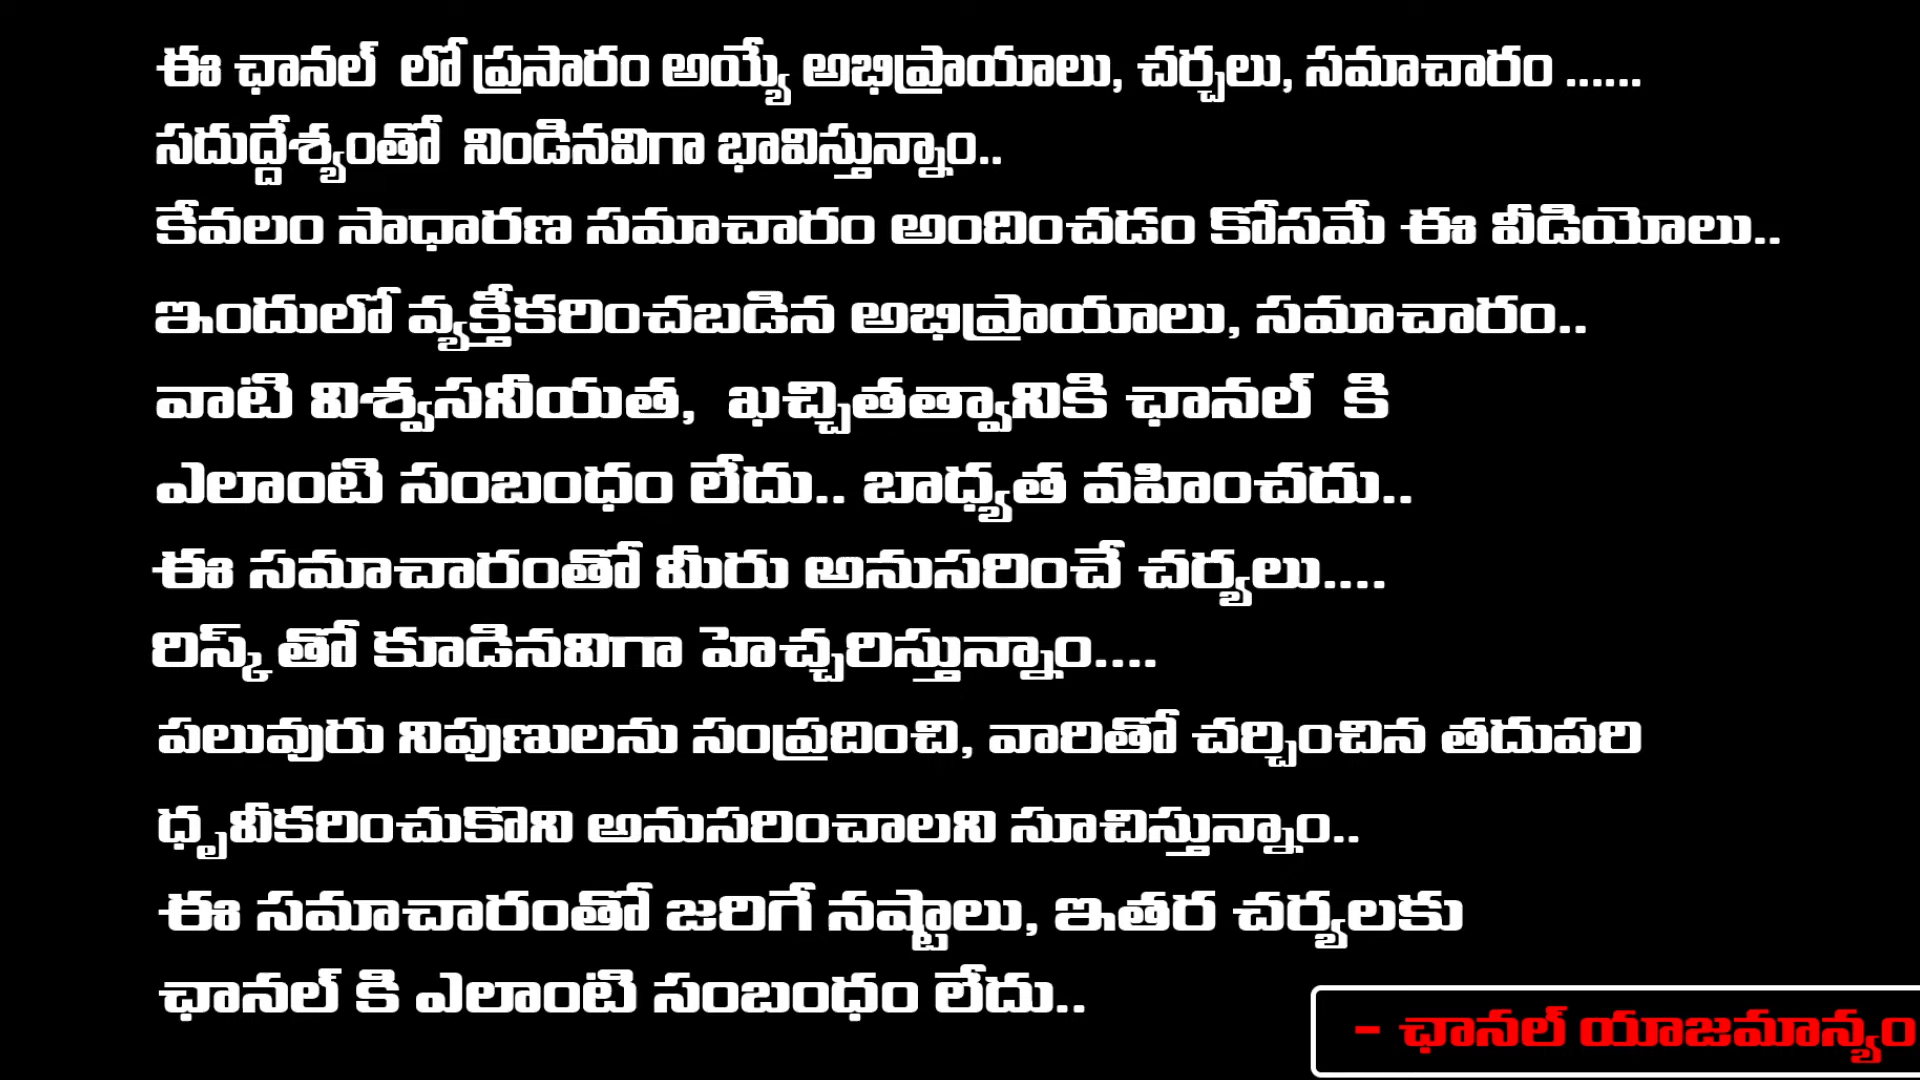 ఈ ఛానల్ లో ప్రసారం అయ్యే అభిప్రాయాలు, చర్చలు, సమాచారం ......
సదుద్దేశ్యంతో నిండినవిగా భావిస్తున్నాం..
కేవలం సాధారణ సమాచారం అందించడం కోసమే ఈ వీడియోలు..
ఇందులో వ్యక్తీకరించబడిన అభిప్రాయాలు, సమాచారం..
వాటి విశ్వసనీయత, ఖచ్చితత్వానికి ఛానల్ కి
ఎలాంటి సంబంధం లేదు.. బాధ్యత వహించదు..
ఈ సమాచారంతో మీరు అనుసరించే చర్యలు....
రిస్క్ తో కూడినవిగా హెచ్చరిస్తున్నాం....
పలువురు నిపుణులను సంప్రదించి, వారితో చర్చించిన తదుపరి
ధృవీకరించుకొని అనుసరించాలని సూచిస్తున్నాం..
ఈ సమాచారంతో జరిగే నష్టాలు, ఇతర చర్యలకు
ఛానల్ కి ఎలాంటి సంబంధం లేదు..
- ఛానల్ యాజమాన్యం